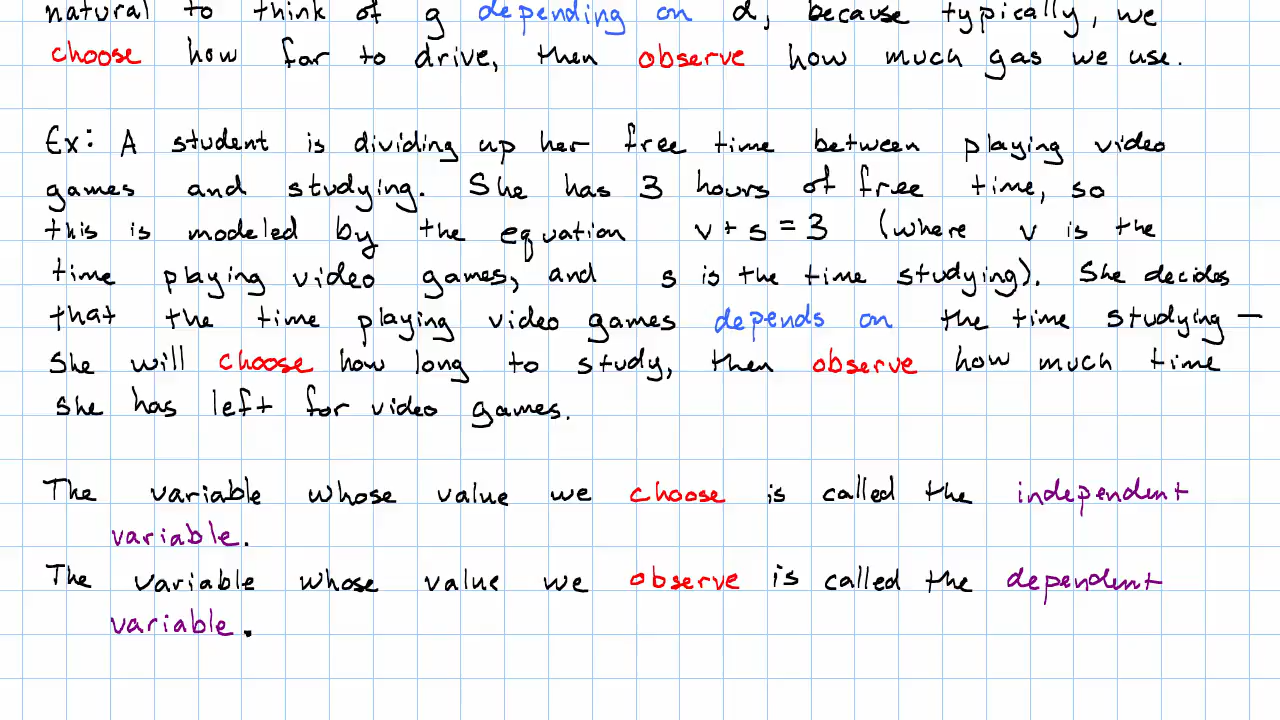 natural to think of g depending on d, because typically, we
choose how far to drive, then observe how much gas we use.
Ex: A student is dividing up her free time between playing video
games and studying. She has 3 hours of free time, so
this is modeled by the equation v + s = 3 (where v is the
time playing video games, and s is the time studying). She decides
that the time playing video games depends on the time studying —
she will choose how long to study, then observe how much time
she has left for video games.
The variable whose value we choose is called the independent
variable.
The variable whose value we observe is called the dependent
variable.